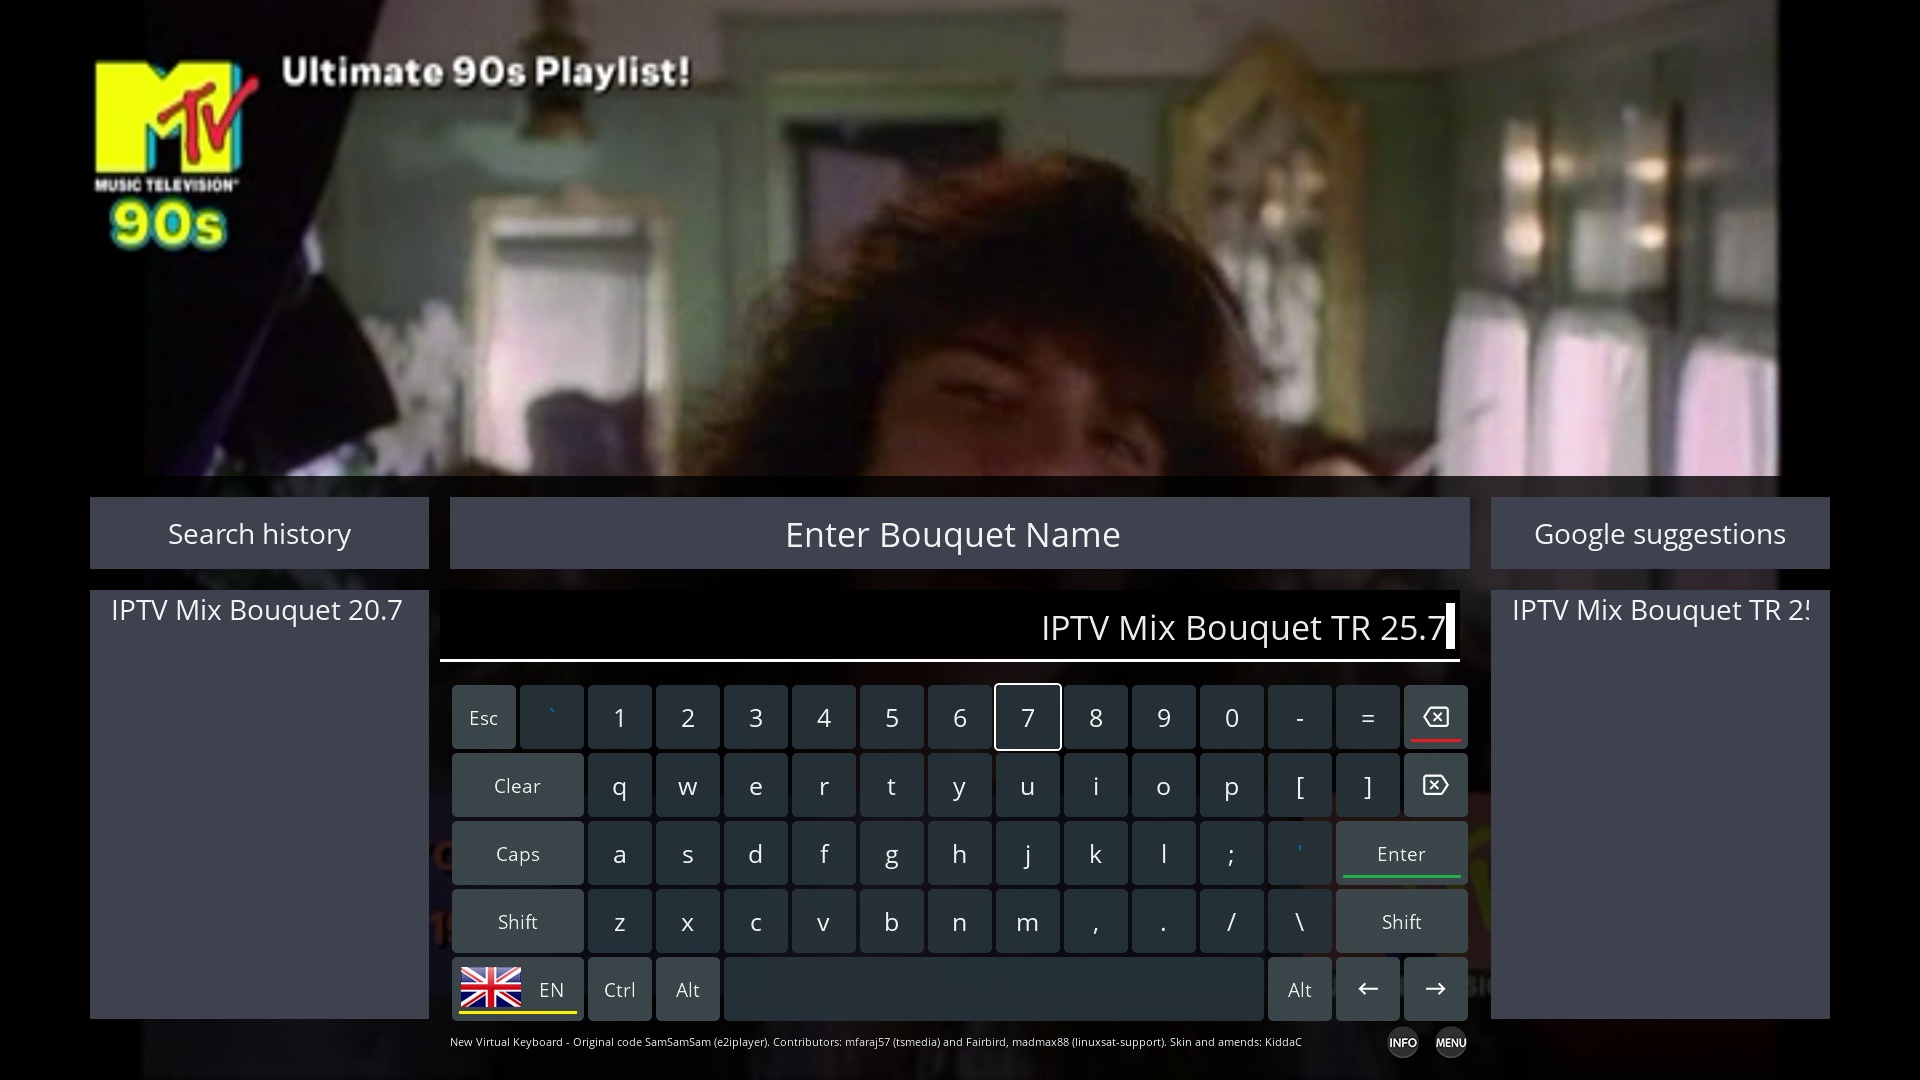 Ultimate 90s Playlist!
MTV
MUSIC TELEVISION
90s
Search history
Enter Bouquet Name
Google suggestions
IPTV Mix Bouquet 20.7
IPTV Mix Bouquet TR 25.7
IPTV Mix Bouquet TR 2
Esc ` 1 2 3 4 5 6 7 8 9 0 - =
Clear q w e r t y u i o p [ ]
Caps a s d f g h j k l ; ' Enter
Shift z x c v b n m , . / \ Shift
EN Ctrl Alt Alt ← →
New Virtual Keyboard - Original code SamSamSam (e2iplayer). Contributors: mfaraj57 (tsmedia) and Fairbird, madmax88 (linuxsat-support). Skin and amends: KiddaC
INFO MENU